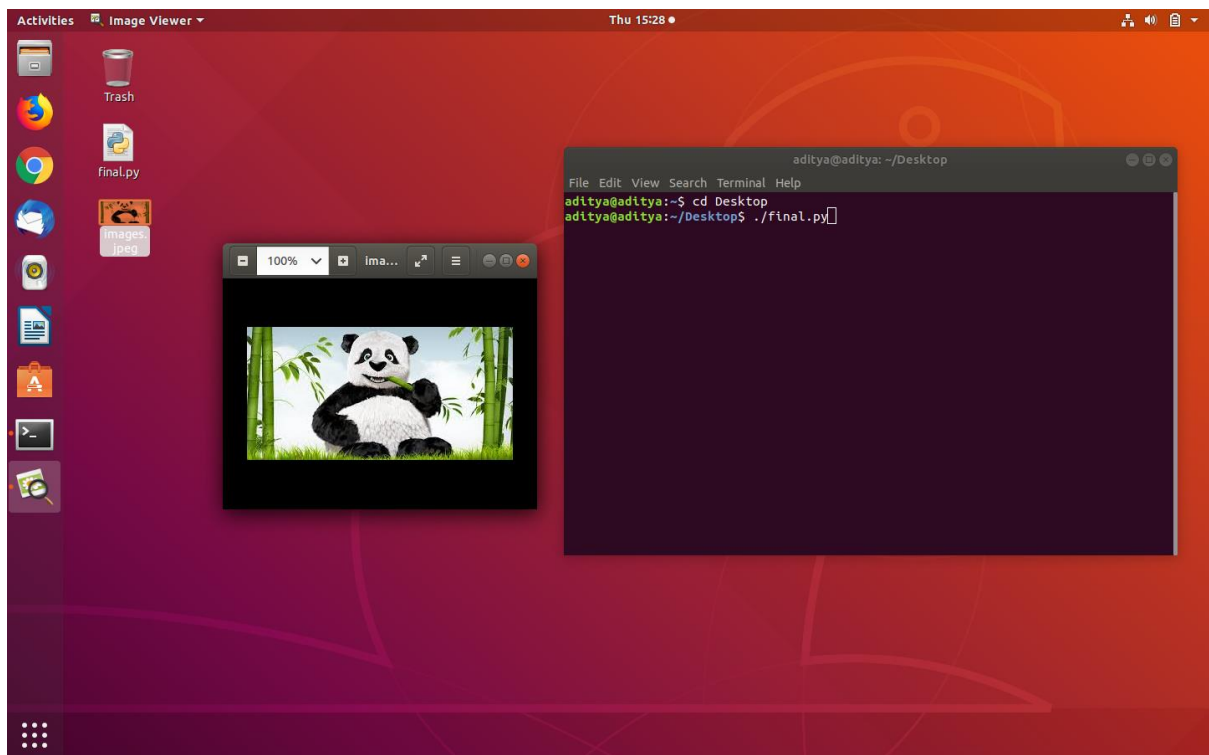 Activities Image Viewer Thu 15:28
Trash
final.py
images.
jpeg
100% ima...
aditya@aditya: ~/Desktop
File Edit View Search Terminal Help
aditya@aditya:~$ cd Desktop
aditya@aditya:~/Desktop$ ./final.py